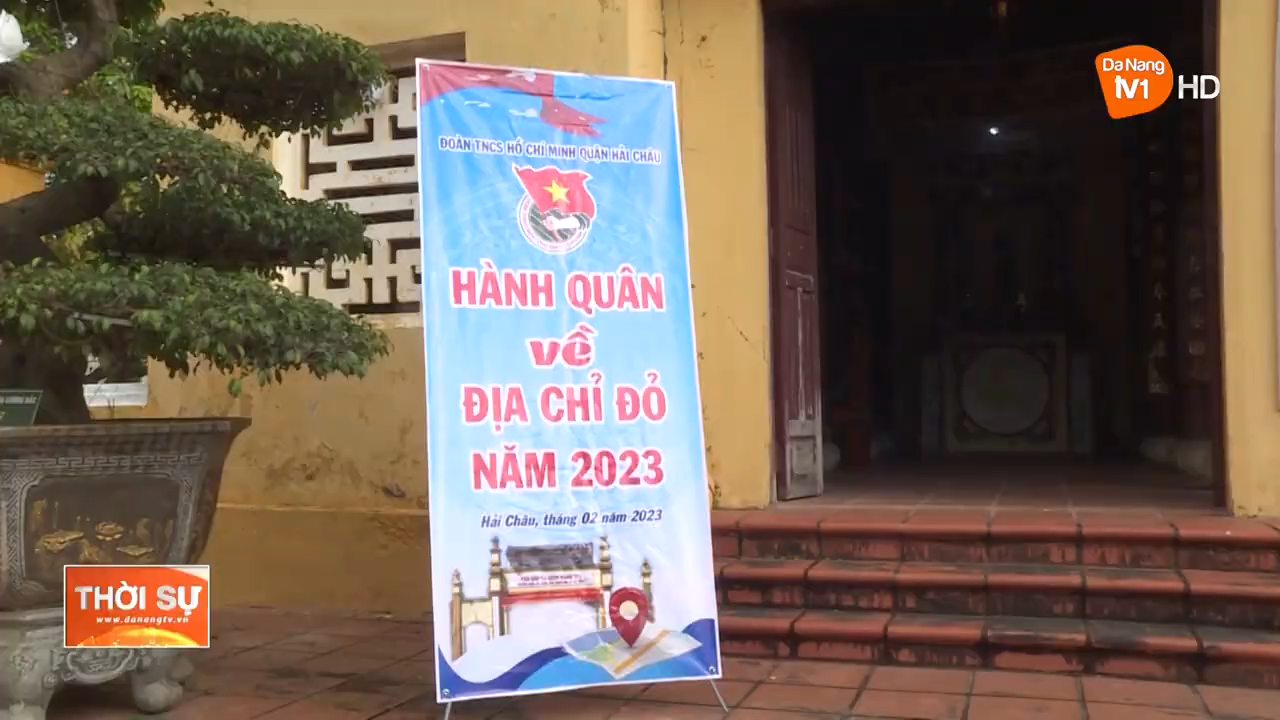 Da Nang
TV1 HD
ĐOÀN TNCS HỒ CHÍ MINH QUẬN HẢI CHÂU
HÀNH QUÂN
về
ĐỊA CHỈ ĐỎ
NĂM 2023
Hải Châu, tháng 02 năm 2023
THỜI SỰ
www.danangtv.vn